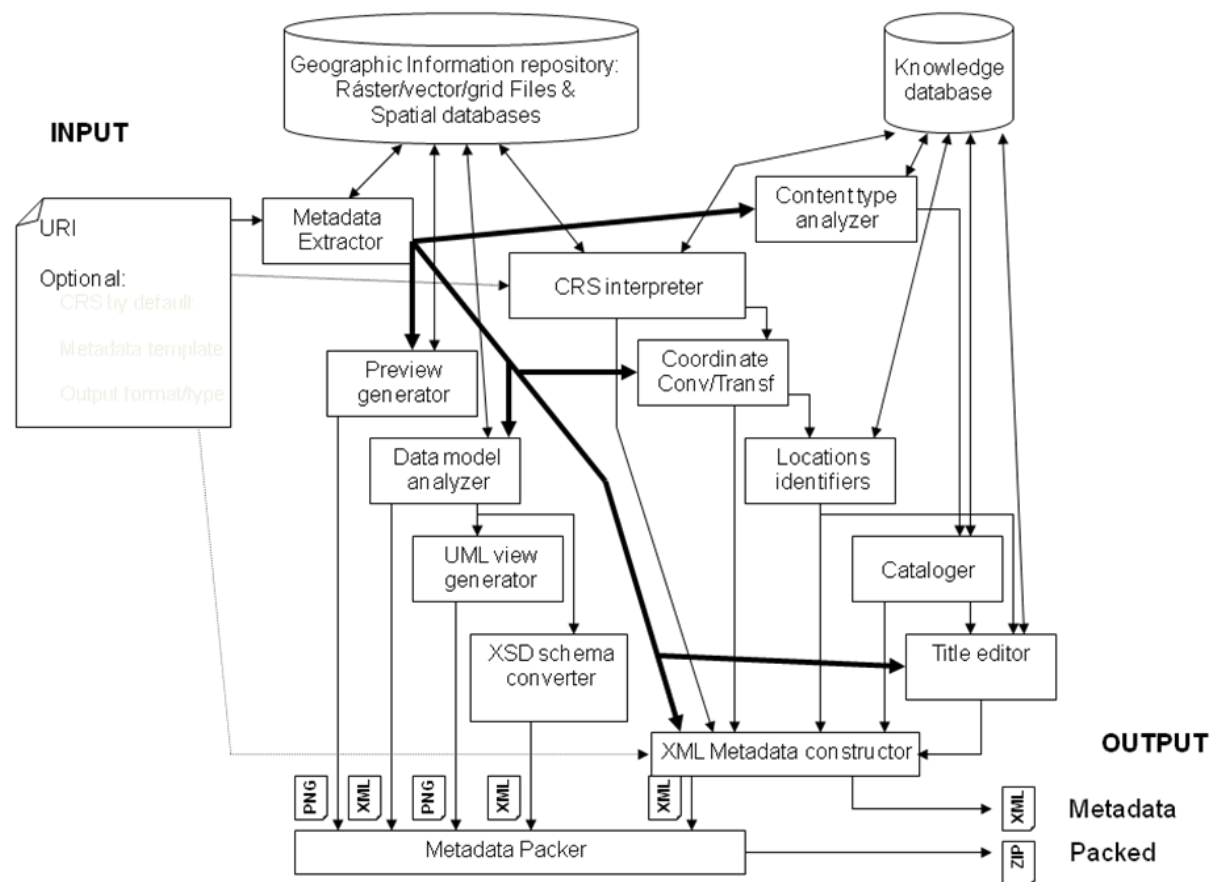 Geographic Information repository:
Ráster/vector/grid Files &
Spatial databases
Knowledge
database
INPUT
URI
Optional:
CRS by default
Metadata template
Output format/type
Metadada
Extractor
Content type
analyzer
CRS interpreter
Preview
generator
Coordinate
Conv/Transf
Data model
analyzer
Locations
identifiers
UML view
generator
Cataloger
XSD schema
converter
Title editor
XML Metadata constructor
OUTPUT
PNG
XML
PNG
XML
XML
XML
Metadata
Metadata Packer
ZIP
Packed